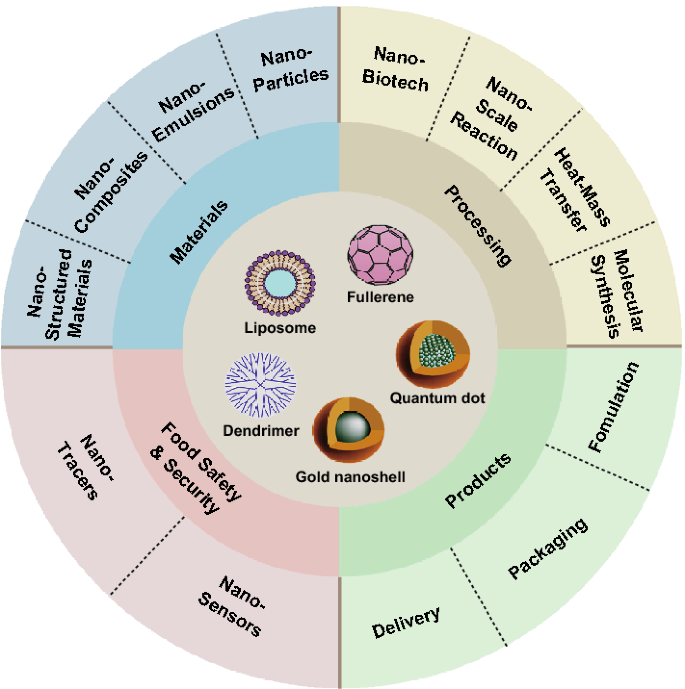 Nano-
Particles
Nano-
Emulsions
Nano-
Composites
Nano-
Structured
Materials
Materials
Nano-
Biotech
Nano-
Scale
Reaction
Heat-Mass
Transfer
Molecular
Synthesis
Processing
Liposome
Fullerene
Quantum dot
Dendrimer
Gold nanoshell
Food Safety
& Security
Nano-
Tracers
Nano-
Sensors
Products
Fomulation
Packaging
Delivery